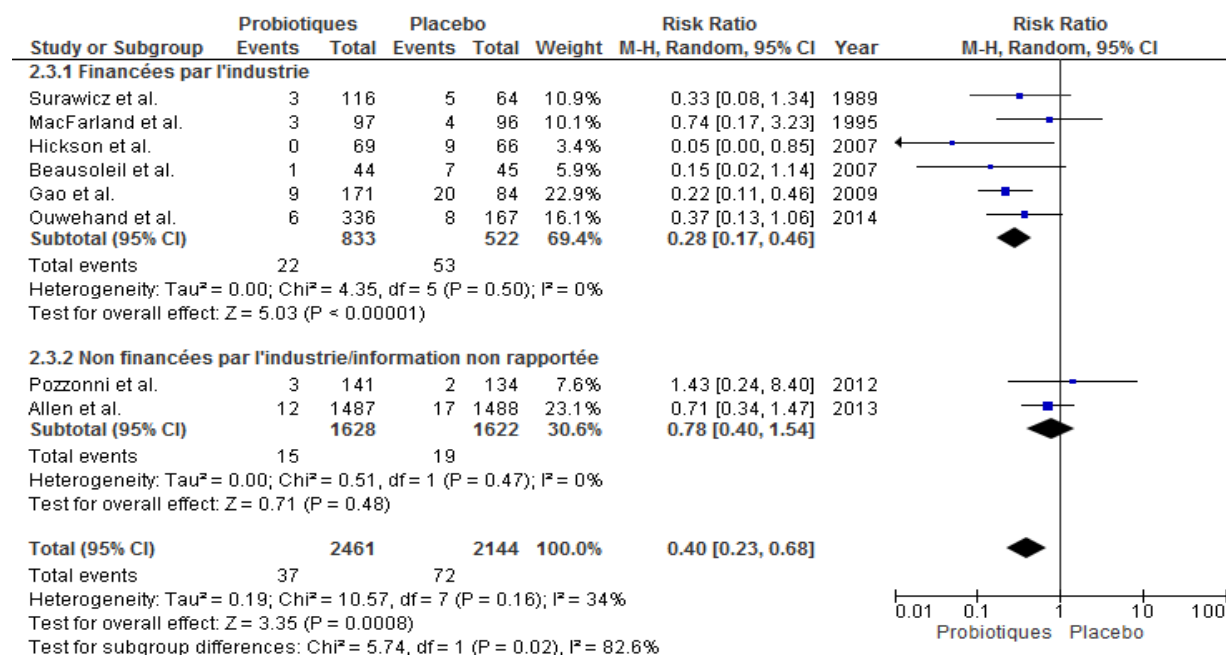 Probiotiques Placebo Risk Ratio Risk Ratio
Study or Subgroup Events Total Events Total Weight M-H, Random, 95% CI Year M-H, Random, 95% CI
2.3.1 Financées par l'industrie
Surawicz et al. 3 116 5 64 10.9% 0.33 [0.08, 1.34] 1989
MacFarland et al. 3 97 4 96 10.1% 0.74 [0.17, 3.23] 1995
Hickson et al. 0 69 9 66 3.4% 0.05 [0.00, 0.85] 2007
Beausoleil et al. 1 44 7 45 5.9% 0.15 [0.02, 1.14] 2007
Gao et al. 9 171 20 84 22.9% 0.22 [0.11, 0.46] 2009
Ouwehand et al. 6 336 8 167 16.1% 0.37 [0.13, 1.06] 2014
Subtotal (95% CI) 833 522 69.4% 0.28 [0.17, 0.46]
Total events 22 53
Heterogeneity: Tau² = 0.00; Chi² = 4.35, df = 5 (P = 0.50); I² = 0%
Test for overall effect: Z = 5.03 (P < 0.00001)
2.3.2 Non financées par l'industrie/information non rapportée
Pozzonni et al. 3 141 2 134 7.6% 1.43 [0.24, 8.40] 2012
Allen et al. 12 1487 17 1488 23.1% 0.71 [0.34, 1.47] 2013
Subtotal (95% CI) 1628 1622 30.6% 0.78 [0.40, 1.54]
Total events 15 19
Heterogeneity: Tau² = 0.00; Chi² = 0.51, df = 1 (P = 0.47); I² = 0%
Test for overall effect: Z = 0.71 (P = 0.48)
Total (95% CI) 2461 2144 100.0% 0.40 [0.23, 0.68]
Total events 37 72
Heterogeneity: Tau² = 0.19; Chi² = 10.57, df = 7 (P = 0.16); I² = 34%
Test for overall effect: Z = 3.35 (P = 0.0008)
Test for subgroup differences: Chi² = 5.74, df = 1 (P = 0.02), I² = 82.6%
0.01 0.1 1 10 100
Probiotiques Placebo